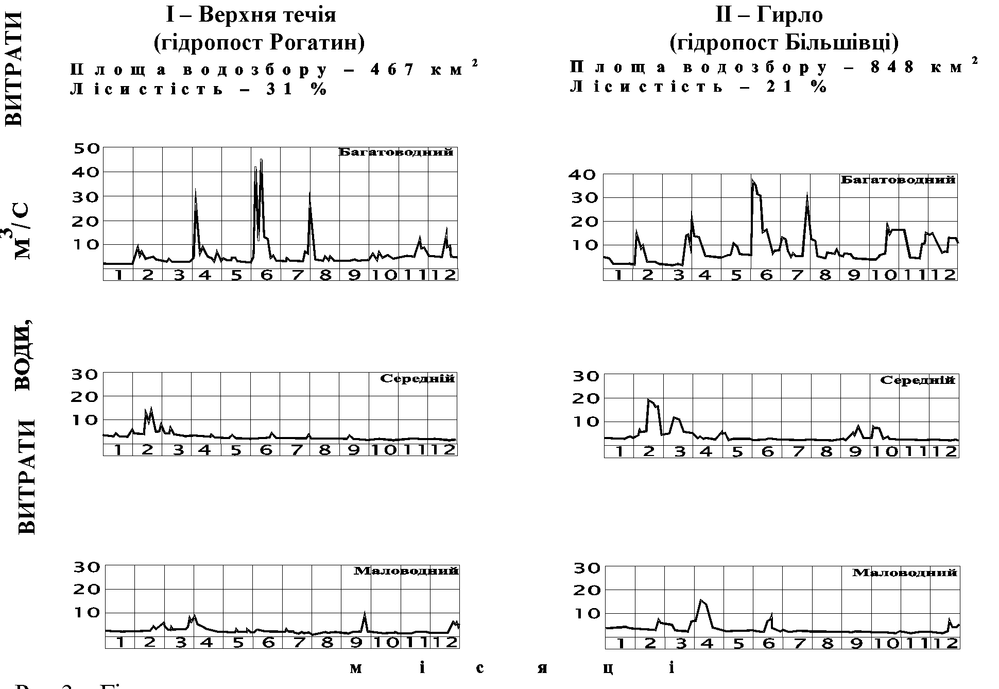 І – Верхня течія
(гідропост Рогатин)
Площа водозбору – 467 км²
Лісистість – 31 %
ІІ – Гирло
(гідропост Більшівці)
Площа водозбору – 848 км²
Лісистість – 21 %
ВИТРАТИ
М³/С
ВОДИ,
ВИТРАТИ
Багатоводний
50
40
30
20
10
1 2 3 4 5 6 7 8 9 10 11 12
Багатоводний
40
30
20
10
1 2 3 4 5 6 7 8 9 10 11 12
Середній
30
20
10
1 2 3 4 5 6 7 8 9 10 11 12
Середній
30
20
10
1 2 3 4 5 6 7 8 9 10 11 12
Маловодний
30
20
10
1 2 3 4 5 6 7 8 9 10 11 12
Маловодний
30
20
10
1 2 3 4 5 6 7 8 9 10 11 12
місяці